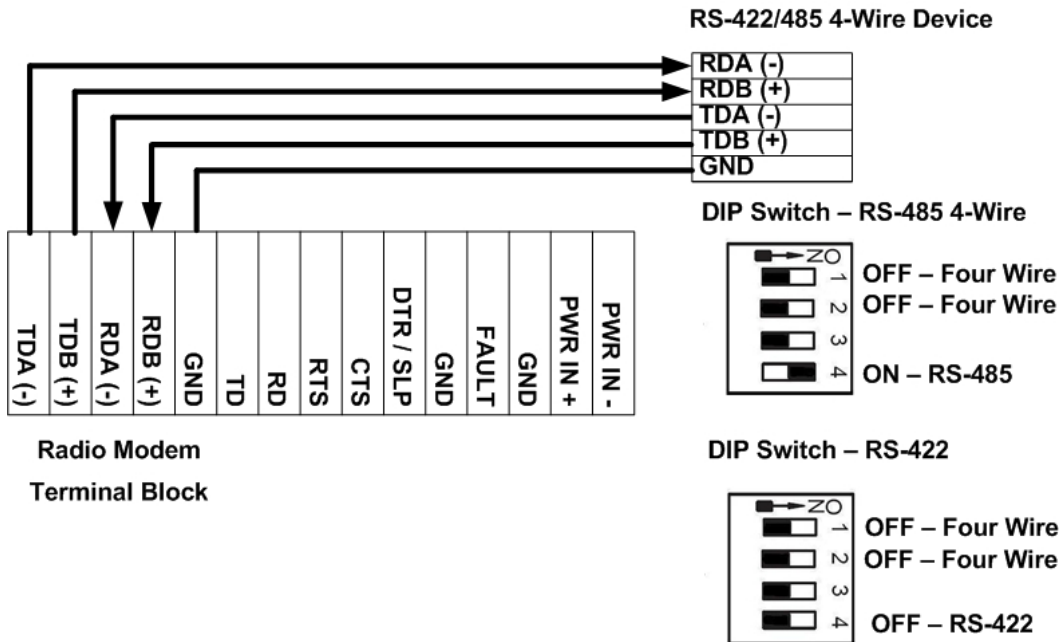 RS-422/485 4-Wire Device
RDA (-)
RDB (+)
TDA (-)
TDB (+)
GND
TDA (-)
TDB (+)
RDA (-)
RDB (+)
GND
TD
RD
RTS
CTS
DTR / SLP
GND
FAULT
GND
PWR IN +
PWR IN -
Radio Modem
Terminal Block
DIP Switch – RS-485 4-Wire
ON
1 OFF – Four Wire
2 OFF – Four Wire
3
4 ON – RS-485
DIP Switch – RS-422
ON
1 OFF – Four Wire
2 OFF – Four Wire
3
4 OFF – RS-422